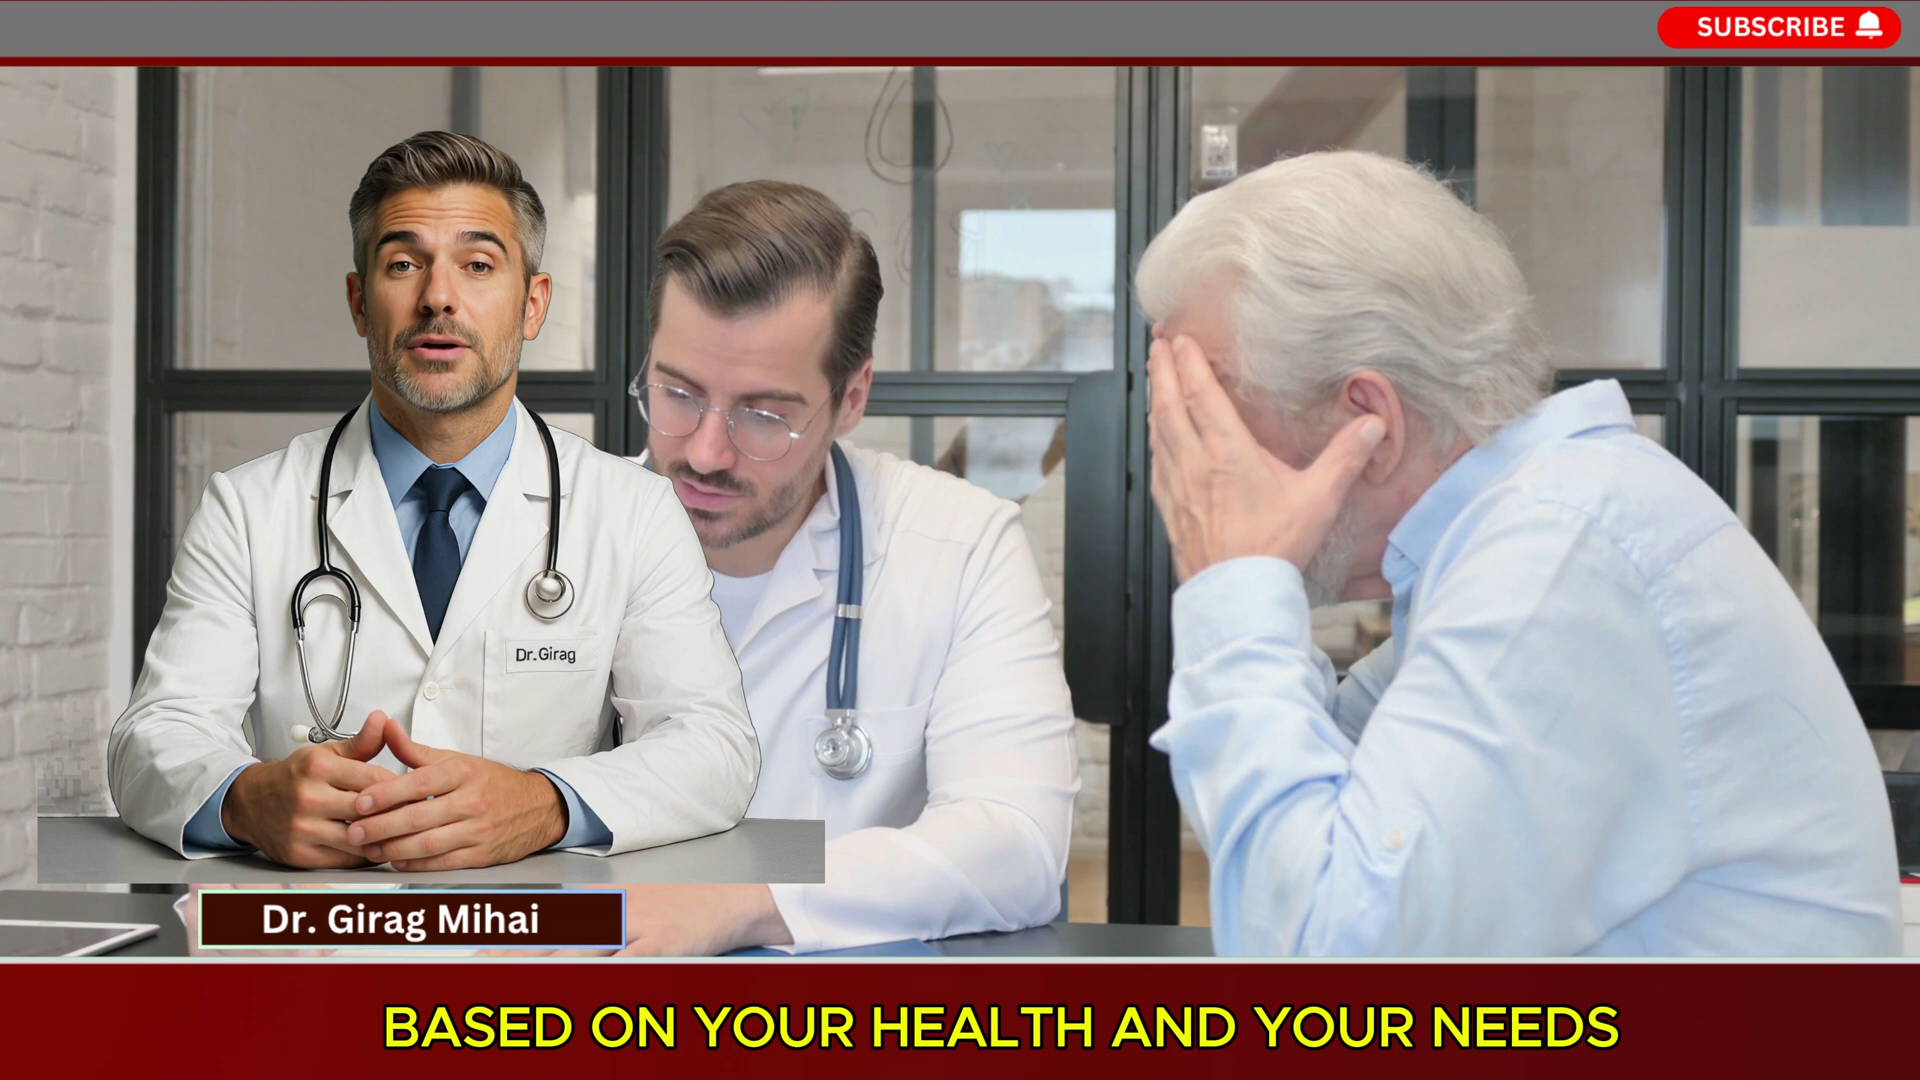 SUBSCRIBE
Dr. Girag
Dr. Girag Mihai
BASED ON YOUR HEALTH AND YOUR NEEDS